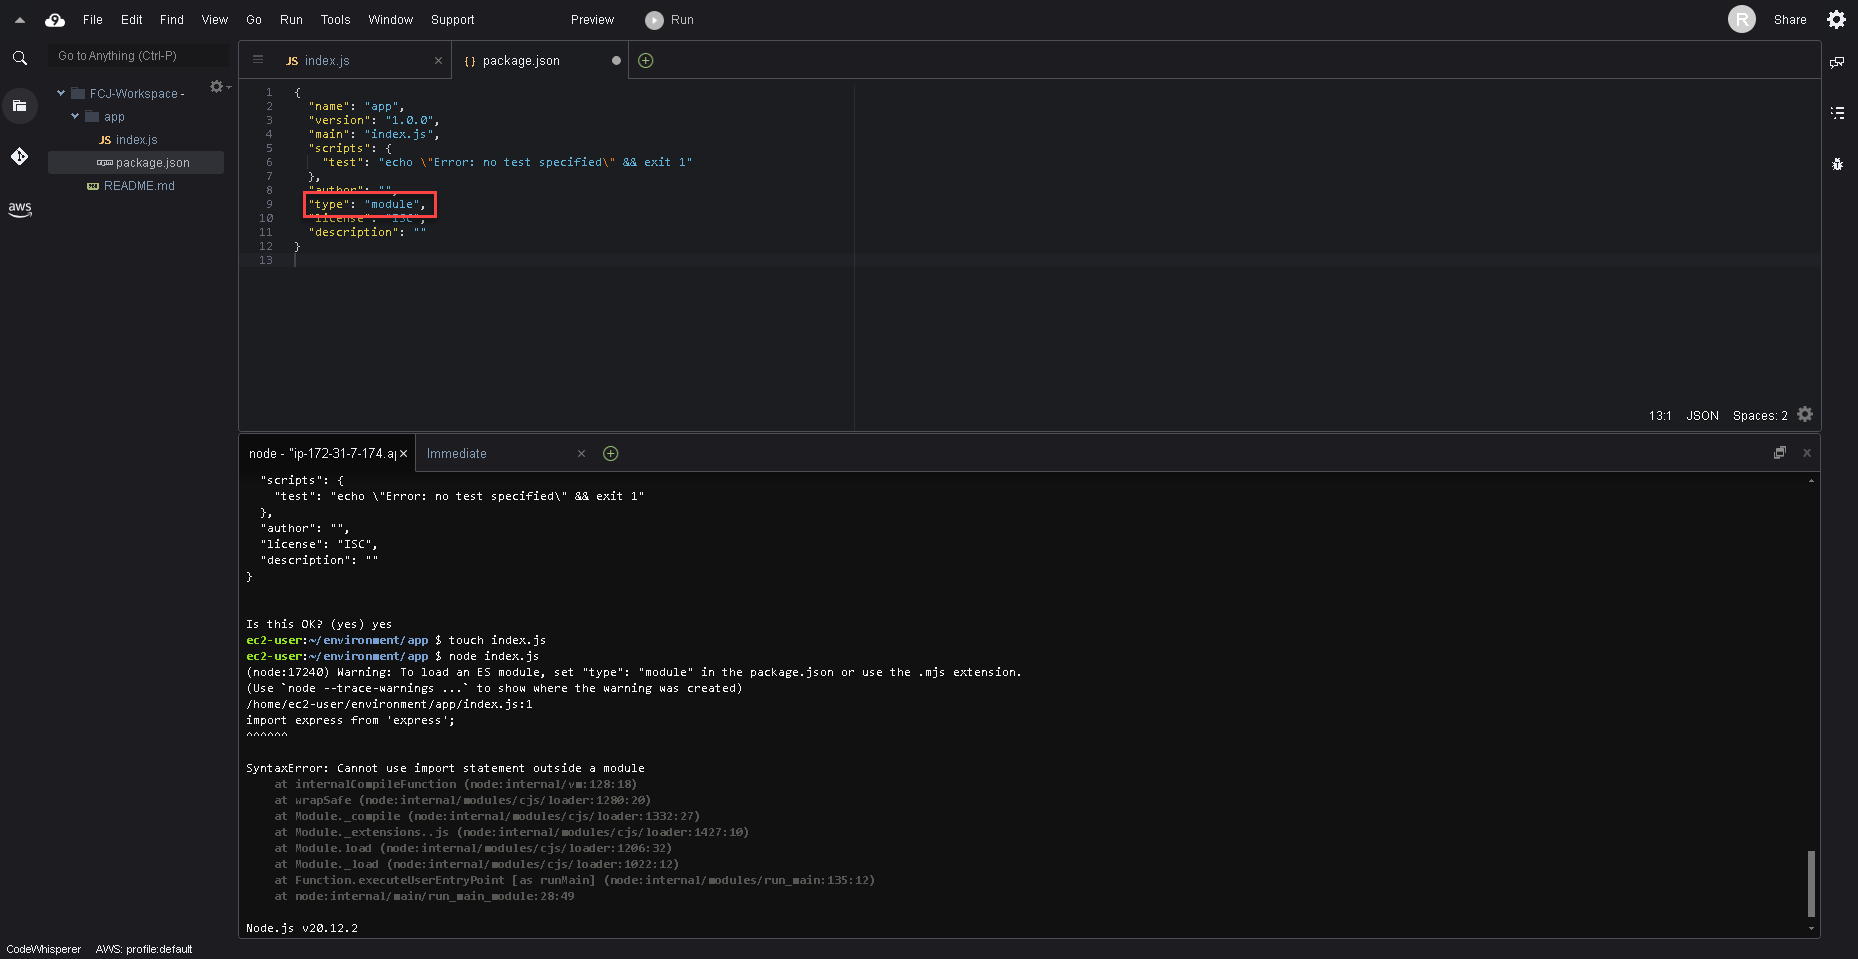 9 File Edit Find View Go Run Tools Window Support Preview Run R Share
Go to Anything (Ctrl-P)
FCJ-Workspace -
app
JS index.js
package.json
README.md
aws
JS index.js ×
{} package.json
1 {
2 "name": "app",
3 "version": "1.0.0",
4 "main": "index.js",
5 "scripts": {
6 "test": "echo \"Error: no test specified\" && exit 1"
7 },
8 "author": "",
9 "type": "module",
10 "license": "ISC",
11 "description": ""
12 }
13
13:1 JSON Spaces: 2
node - "ip-172-31-7-174.ap × Immediate ×
"scripts": {
"test": "echo \"Error: no test specified\" && exit 1"
},
"author": "",
"license": "ISC",
"description": ""
}
Is this OK? (yes) yes
ec2-user:~/environment/app $ touch index.js
ec2-user:~/environment/app $ node index.js
(node:17240) Warning: To load an ES module, set "type": "module" in the package.json or use the .mjs extension.
(Use `node --trace-warnings ...` to show where the warning was created)
/home/ec2-user/environment/app/index.js:1
import express from 'express';
^^^^^^
SyntaxError: Cannot use import statement outside a module
at internalCompileFunction (node:internal/vm:128:18)
at wrapSafe (node:internal/modules/cjs/loader:1280:20)
at Module._compile (node:internal/modules/cjs/loader:1332:27)
at Module._extensions..js (node:internal/modules/cjs/loader:1427:10)
at Module.load (node:internal/modules/cjs/loader:1206:32)
at Module._load (node:internal/modules/cjs/loader:1022:12)
at Function.executeUserEntryPoint [as runMain] (node:internal/modules/run_main:135:12)
at node:internal/main/run_main_module:28:49
Node.js v20.12.2
CodeWhisperer AWS: profile:default